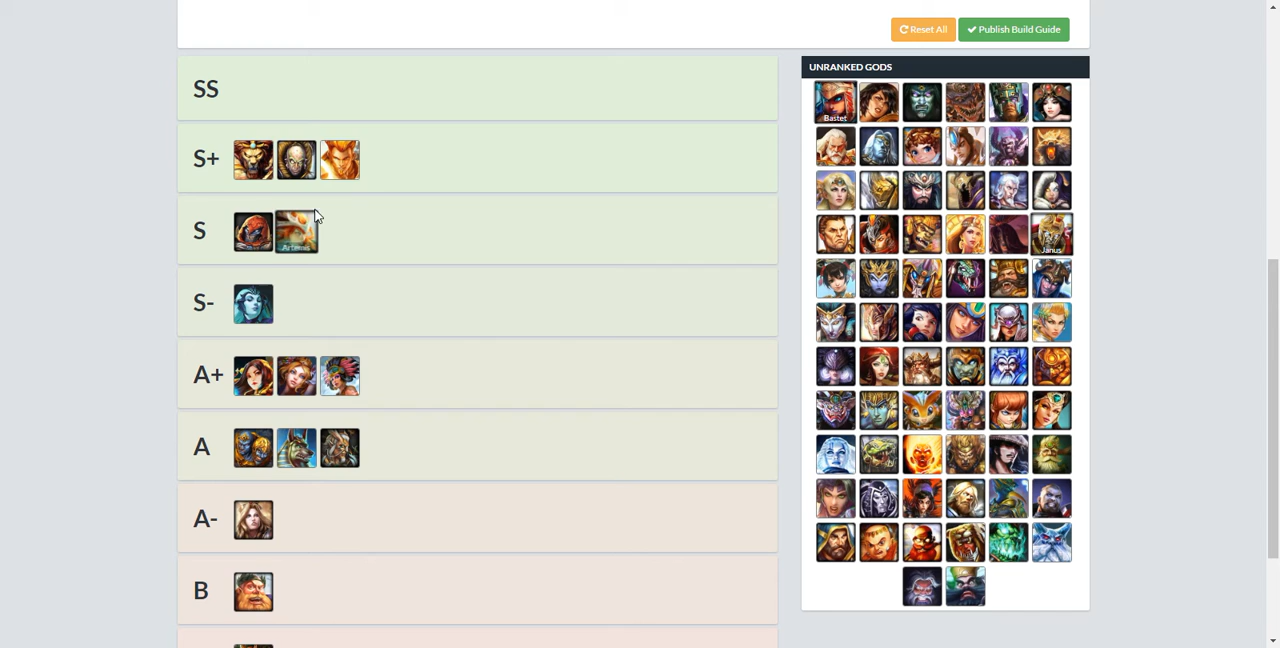 Reset All
Publish Build Guide
SS
UNRANKED GODS
Bastet
S+
S
Artemis
Janus
S-
A+
A
A-
B